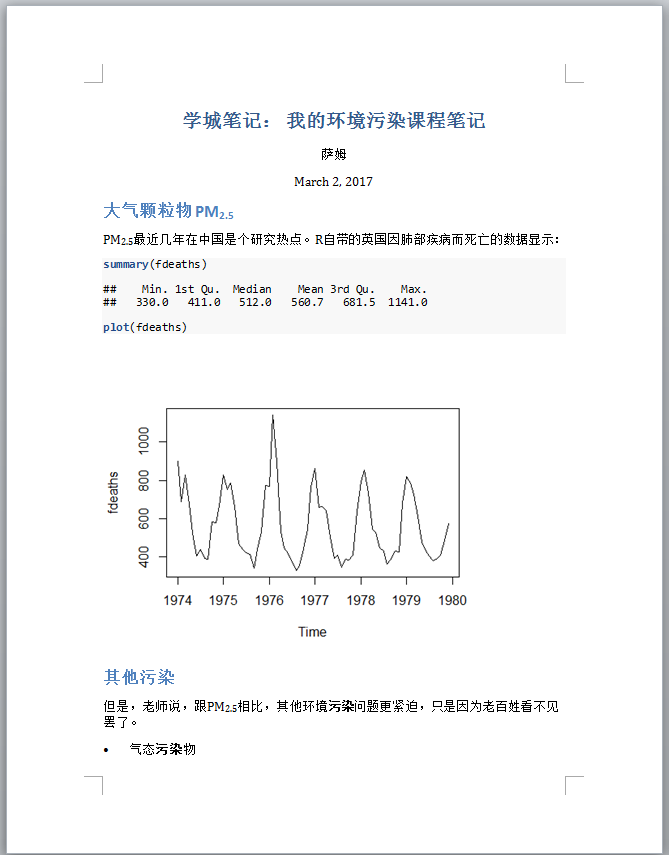 学城笔记： 我的环境污染课程笔记
萨姆
March 2, 2017
大气颗粒物 PM2.5
PM2.5最近几年在中国是个研究热点。R自带的英国因肺部疾病而死亡的数据显示：
summary(fdeaths)
##    Min. 1st Qu.  Median    Mean 3rd Qu.    Max.
##   330.0   411.0   512.0   560.7   681.5  1141.0
plot(fdeaths)
1000
800
600
400
fdeaths
1974 1975 1976 1977 1978 1979 1980
Time
其他污染
但是，老师说，跟PM2.5相比，其他环境污染问题更紧迫，只是因为老百姓看不见
罢了。
• 气态污染物